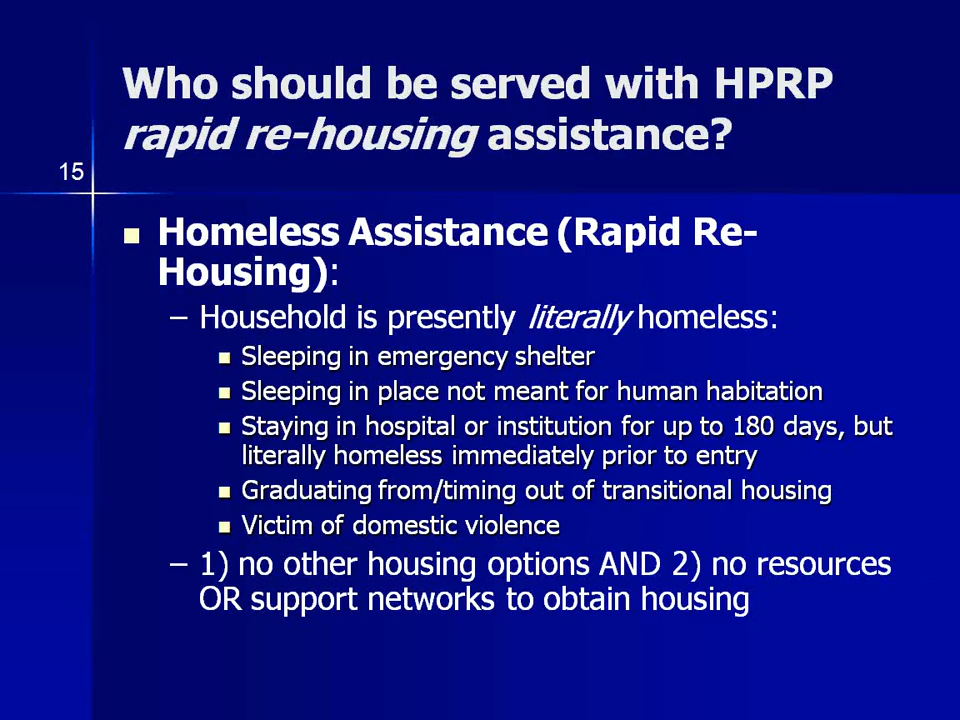 Who should be served with HPRP
rapid re-housing assistance?
15
■ Homeless Assistance (Rapid Re-
Housing):
– Household is presently literally homeless:
■ Sleeping in emergency shelter
■ Sleeping in place not meant for human habitation
■ Staying in hospital or institution for up to 180 days, but
literally homeless immediately prior to entry
■ Graduating from/timing out of transitional housing
■ Victim of domestic violence
– 1) no other housing options AND 2) no resources
OR support networks to obtain housing